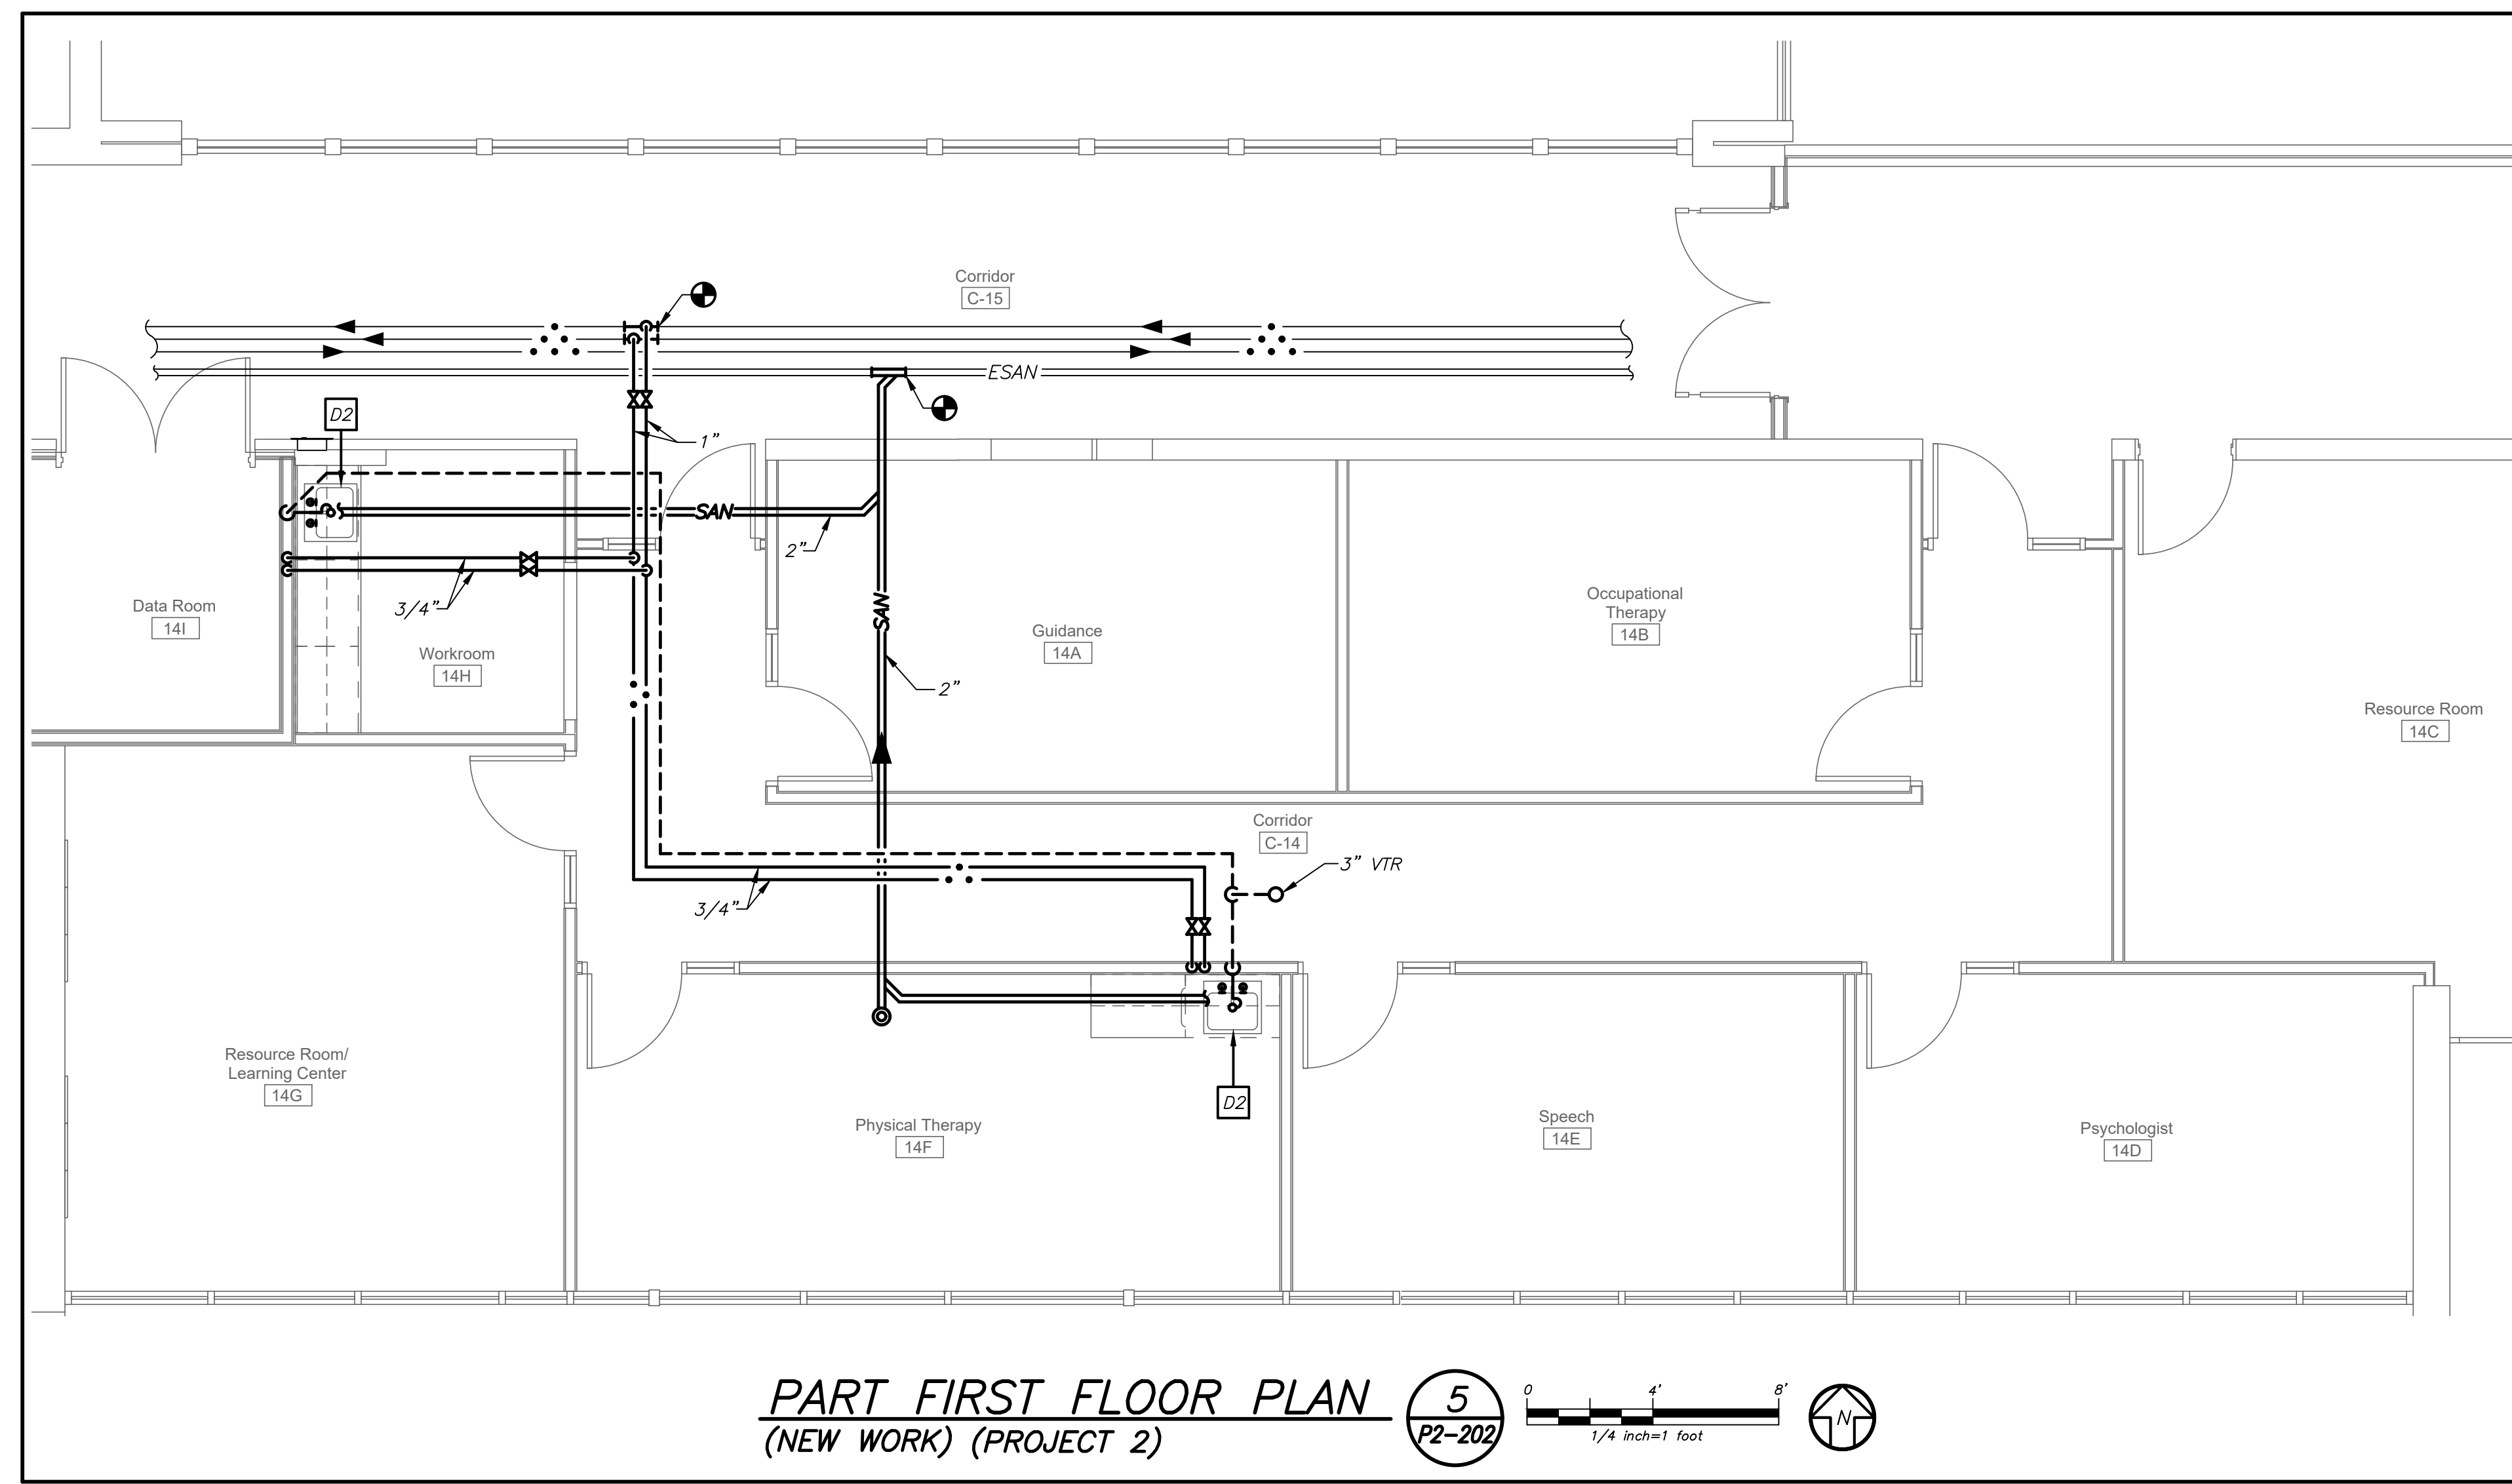 Corridor
C-15
ESAN
D2
1"
SAN
2"
3/4"
Data Room
14I
Workroom
14H
SAN
2"
Guidance
14A
Occupational
Therapy
14B
Resource Room
14C
Corridor
C-14
3" VTR
3/4"
Resource Room/
Learning Center
14G
Physical Therapy
14F
D2
Speech
14E
Psychologist
14D
PART FIRST FLOOR PLAN
(NEW WORK) (PROJECT 2)
5
P2-202
0 4' 8'
1/4 inch=1 foot
N